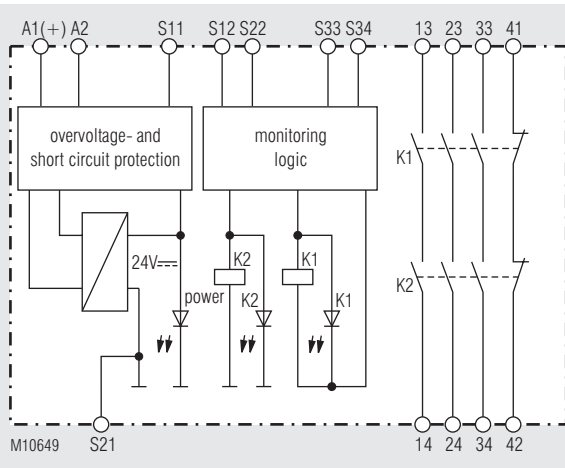 A1(+) A2 S11 S12 S22 S33 S34 13 23 33 41
overvoltage- and
short circuit protection
monitoring
logic
K1
24V
K2
K1
K2
power
K2
K1
M10649
S21
14 24 34 42